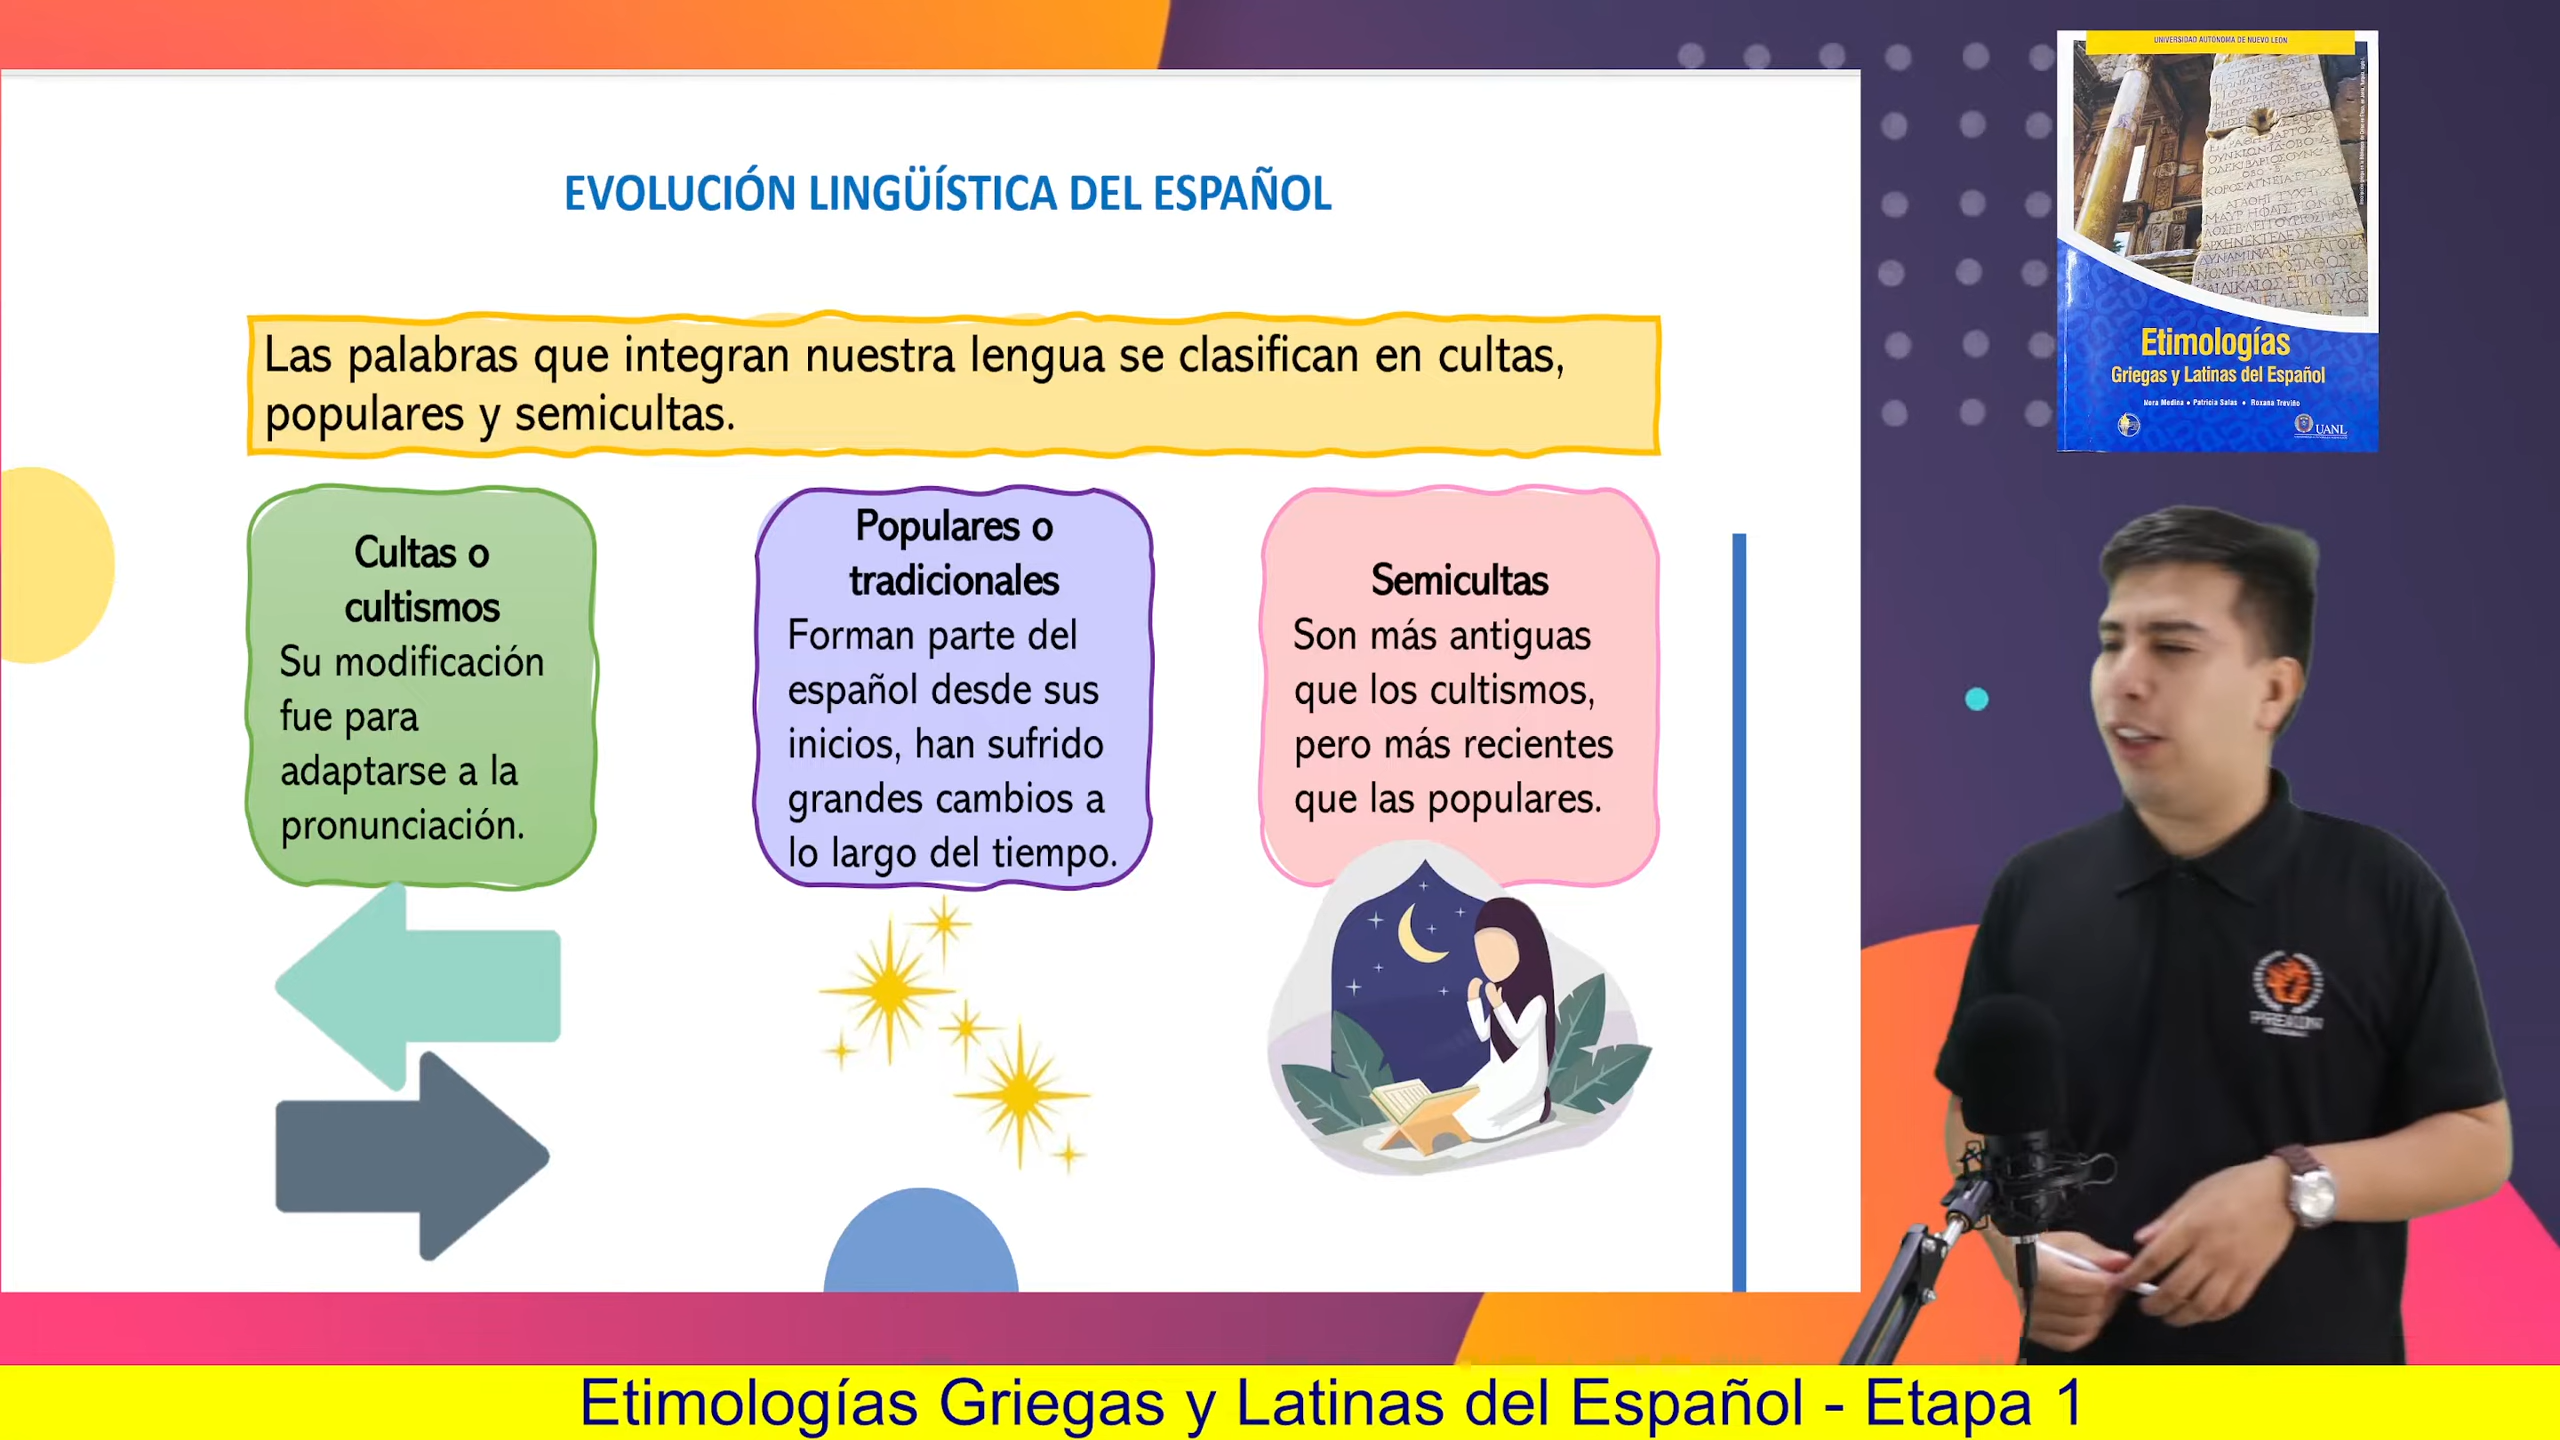 EVOLUCIÓN LINGÜÍSTICA DEL ESPAÑOL
Las palabras que integran nuestra lengua se clasifican en cultas,
populares y semicultas.
Cultas o
cultismos
Su modificación
fue para
adaptarse a la
pronunciación.
Populares o
tradicionales
Forman parte del
español desde sus
inicios, han sufrido
grandes cambios a
lo largo del tiempo.
Semicultas
Son más antiguas
que los cultismos,
pero más recientes
que las populares.
UNIVERSIDAD AUTÓNOMA DE NUEVO LEÓN
Etimologías
Griegas y Latinas del Español
Nora Medina • Patricia Salas • Roxana Treviño
UANL
Etimologías Griegas y Latinas del Español - Etapa 1